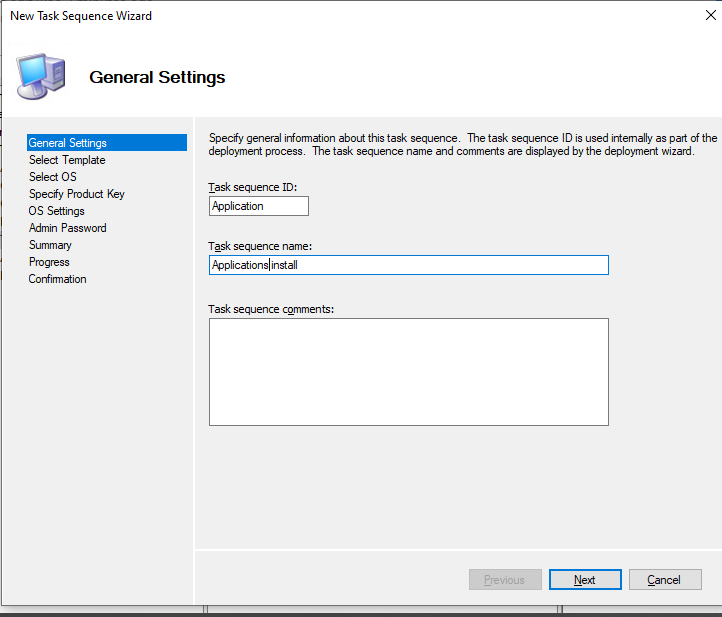 New Task Sequence Wizard
General Settings
General Settings
Select Template
Select OS
Specify Product Key
OS Settings
Admin Password
Summary
Progress
Confirmation
Specify general information about this task sequence. The task sequence ID is used internally as part of the
deployment process. The task sequence name and comments are displayed by the deployment wizard.
Task sequence ID:
Application
Task sequence name:
Applications install
Task sequence comments:
Previous
Next
Cancel